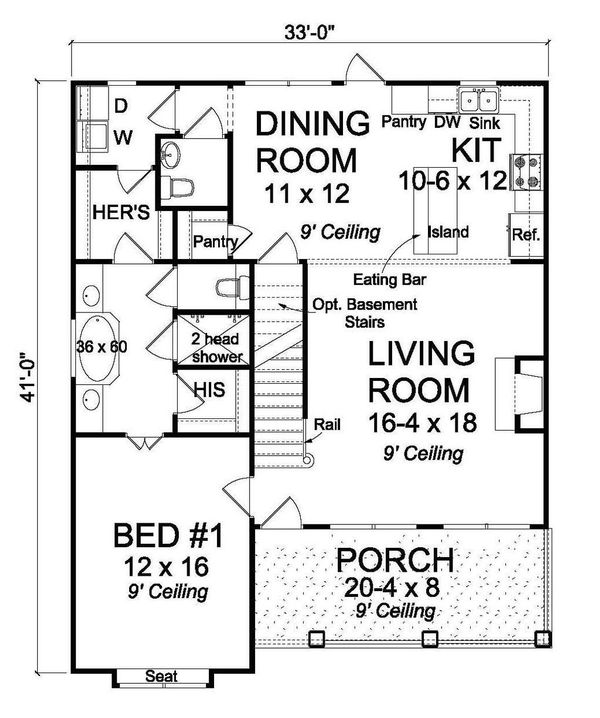 33'-0"
41'-0"
D
W
DINING
ROOM
11 x 12
9' Ceiling
Pantry
DW
Sink
KIT
10-6 x 12
Ref.
Island
Eating Bar
HER'S
Pantry
Opt. Basement
Stairs
36 x 60
2 head
shower
HIS
LIVING
ROOM
16-4 x 18
9' Ceiling
Rail
BED #1
12 x 16
9' Ceiling
PORCH
20-4 x 8
9' Ceiling
Seat